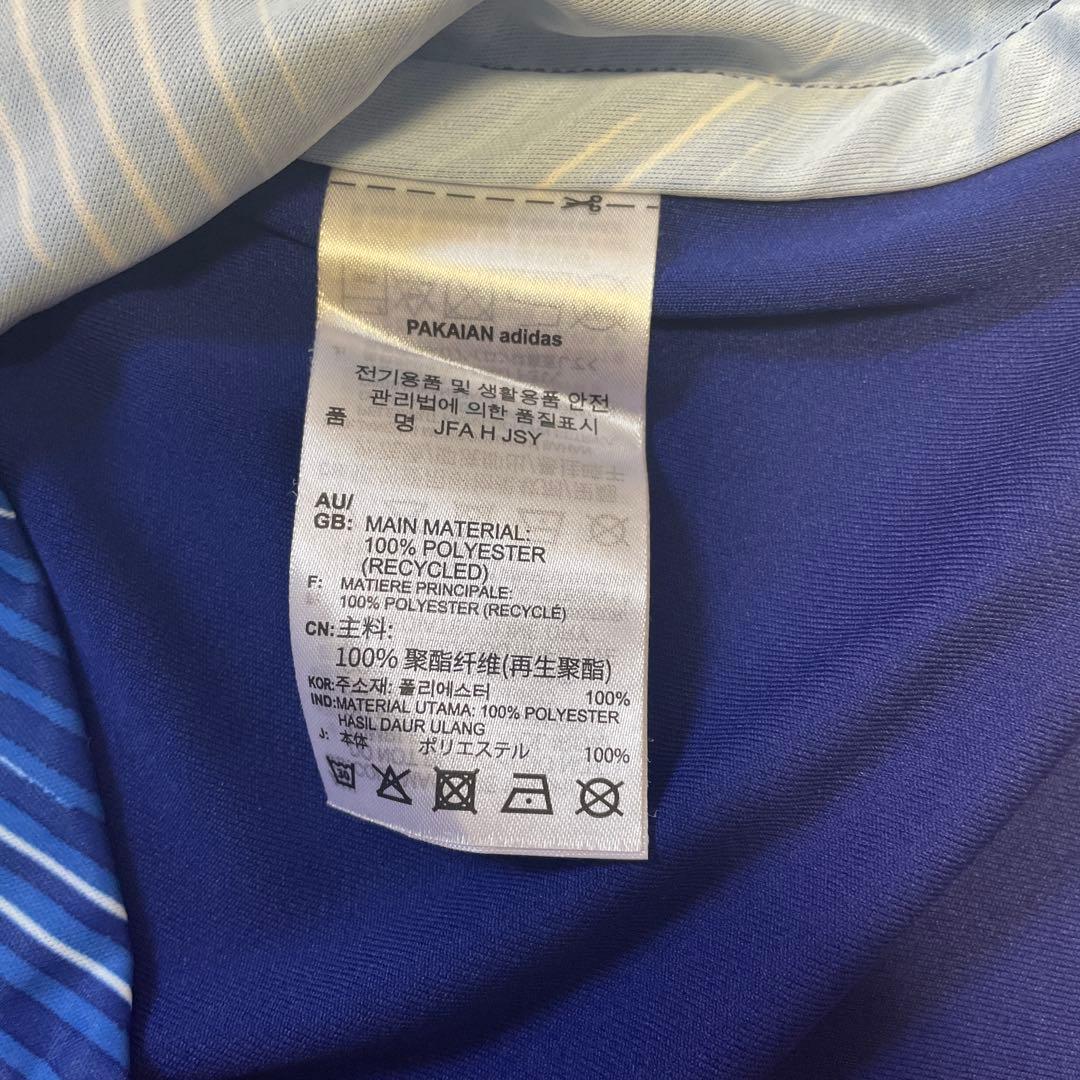 PAKAIAN adidas
전기용품 및 생활용품 안전
관리법에 의한 품질표시
품 명 JFA H JSY
AU/
GB: MAIN MATERIAL:
100% POLYESTER
(RECYCLED)
F: MATIERE PRINCIPALE:
100% POLYESTER (RECYCLÉ)
CN:主料:
100% 聚酯纤维(再生聚酯)
KOR:주소재: 폴리에스터 100%
IND:MATERIAL UTAMA: 100% POLYESTER
HASIL DAUR ULANG
J: 本体 ポリエステル 100%
30